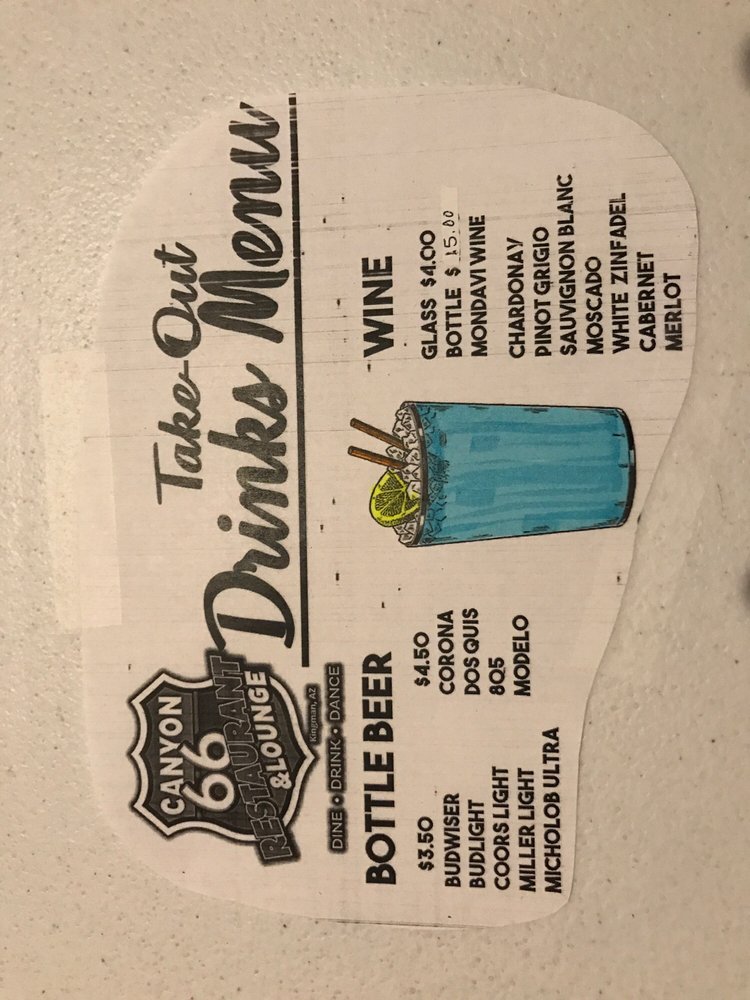 CANYON
66
RESTAURANT
&LOUNGE
Kingman, AZ
DINE • DRINK • DANCE
Take-Out
Drinks Menu
BOTTLE BEER
$3.50
BUDWISER
BUDLIGHT
COORS LIGHT
MILLER LIGHT
MICHOLOB ULTRA
$4.50
CORONA
DOS QUIS
805
MODELO
WINE
GLASS $4.00
BOTTLE $ 15.00
MONDAVI WINE
CHARDONAY
PINOT GRIGIO
SAUVIGNON BLANC
MOSCADO
WHITE ZINFADEL
CABERNET
MERLOT